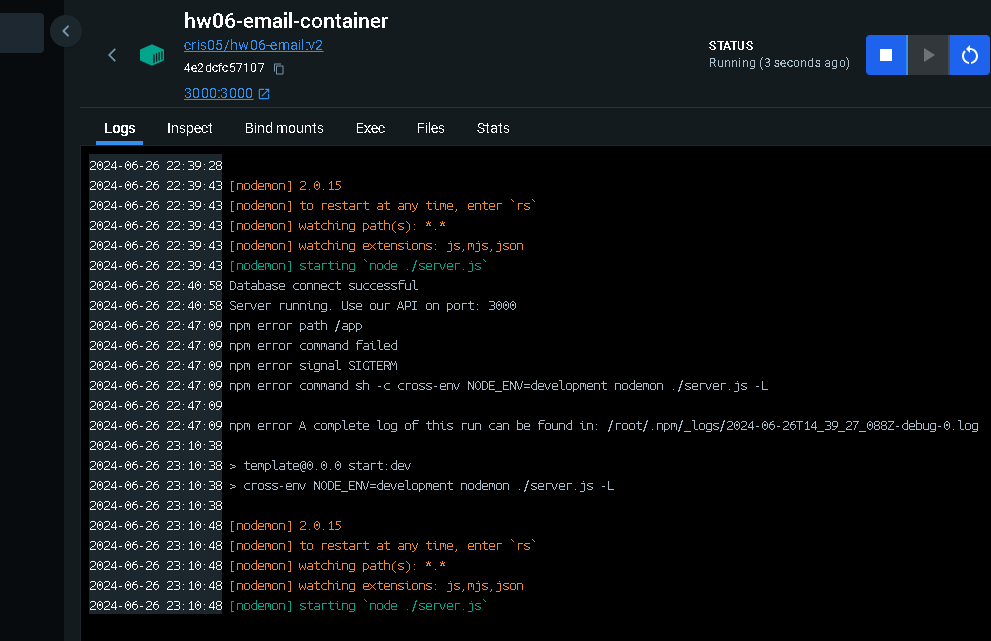 hw06-email-container
cris05/hw06-email:v2
4e2dcfc57107
3000:3000
STATUS
Running (3 seconds ago)
Logs Inspect Bind mounts Exec Files Stats
2024-06-26 22:39:28
2024-06-26 22:39:43 [nodemon] 2.0.15
2024-06-26 22:39:43 [nodemon] to restart at any time, enter `rs`
2024-06-26 22:39:43 [nodemon] watching path(s): *.*
2024-06-26 22:39:43 [nodemon] watching extensions: js,mjs,json
2024-06-26 22:39:43 [nodemon] starting `node ./server.js`
2024-06-26 22:40:58 Database connect successful
2024-06-26 22:40:58 Server running. Use our API on port: 3000
2024-06-26 22:47:09 npm error path /app
2024-06-26 22:47:09 npm error command failed
2024-06-26 22:47:09 npm error signal SIGTERM
2024-06-26 22:47:09 npm error command sh -c cross-env NODE_ENV=development nodemon ./server.js -L
2024-06-26 22:47:09
2024-06-26 22:47:09 npm error A complete log of this run can be found in: /root/.npm/_logs/2024-06-26T14_39_27_088Z-debug-0.log
2024-06-26 23:10:38
2024-06-26 23:10:38 > template@0.0.0 start:dev
2024-06-26 23:10:38 > cross-env NODE_ENV=development nodemon ./server.js -L
2024-06-26 23:10:38
2024-06-26 23:10:48 [nodemon] 2.0.15
2024-06-26 23:10:48 [nodemon] to restart at any time, enter `rs`
2024-06-26 23:10:48 [nodemon] watching path(s): *.*
2024-06-26 23:10:48 [nodemon] watching extensions: js,mjs,json
2024-06-26 23:10:48 [nodemon] starting `node ./server.js`